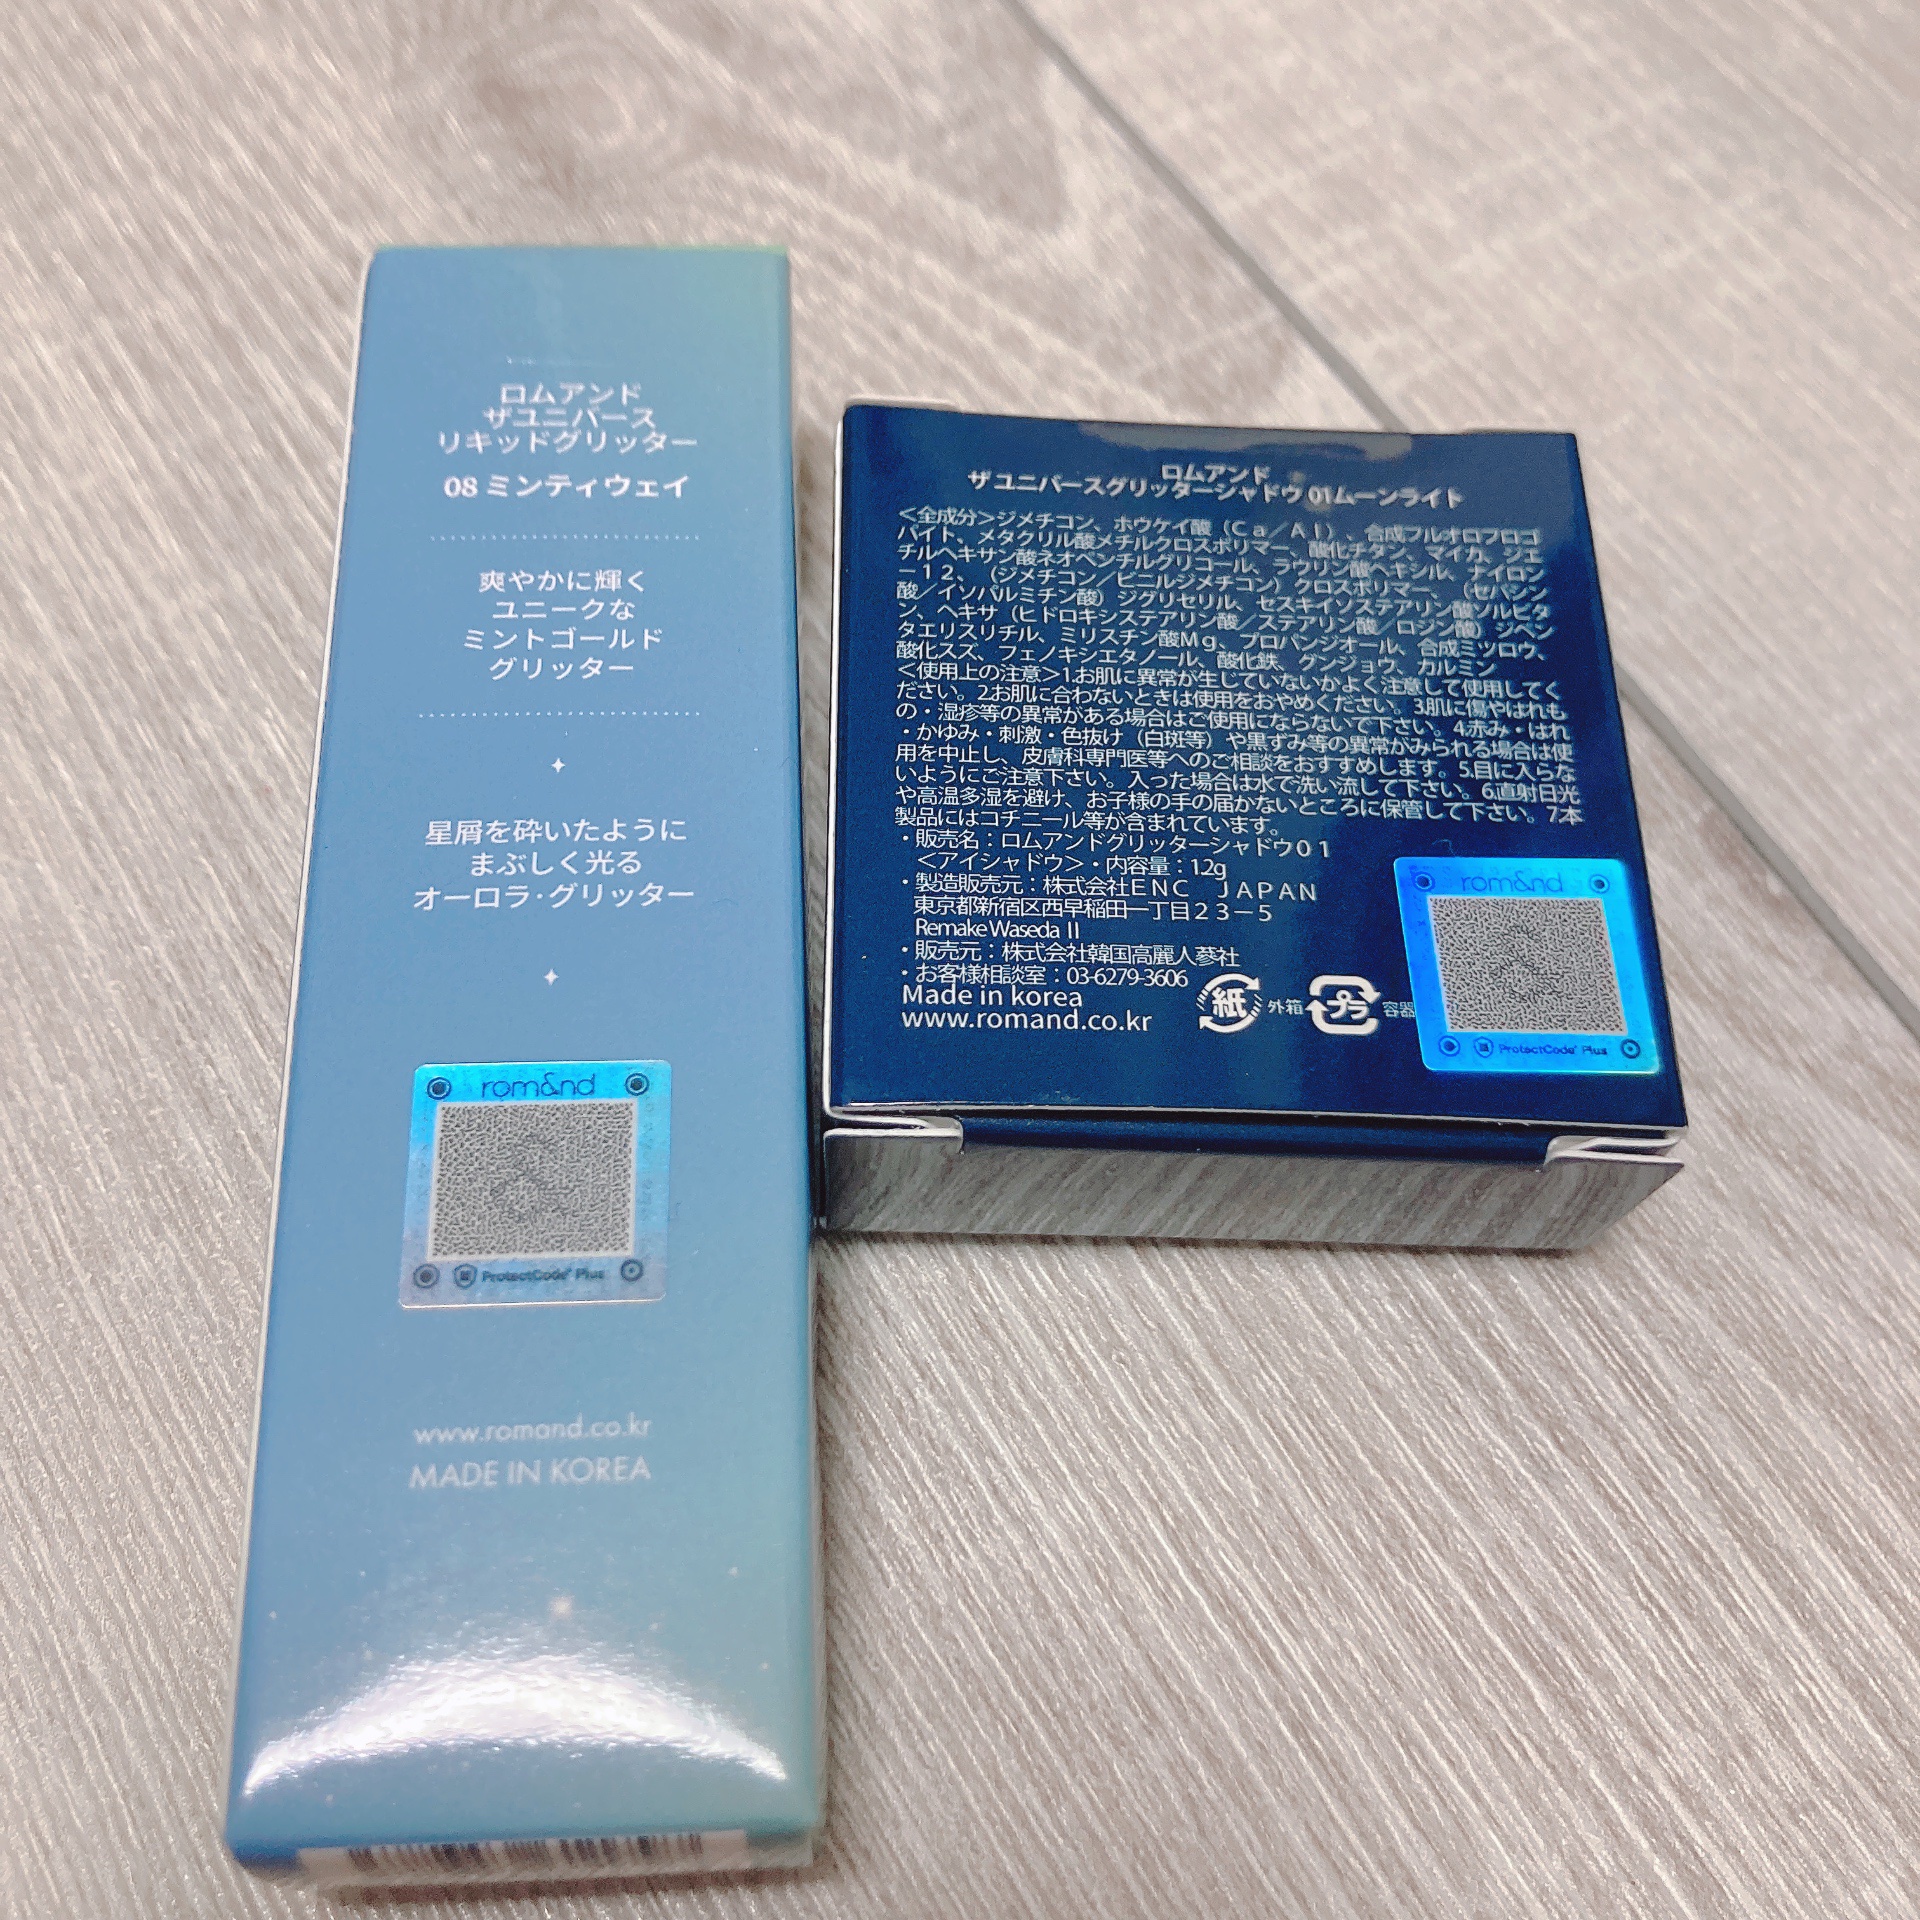 ロムアンド
ザユニバース
リキッドグリッター
08 ミンティウェイ
爽やかに輝く
ユニークな
ミントゴールド
グリッター
星屑を砕いたように
まぶしく光る
オーロラ·グリッター
rom&nd
ProtectCode® Plus
www.romand.co.kr
MADE IN KOREA
ロムアンド
ザ ユニバースグリッターシャドウ 01ムーンライト
＜全成分＞ジメチコン、ホウケイ酸（Ｃａ／Ａｌ）、合成フルオロフロゴ
パイト、メタクリル酸メチルクロスポリマー、酸化チタン、マイカ、ジエ
チルヘキサン酸ネオペンチルグリコール、ラウリン酸ヘキシル、ナイロン
－１２、（ジメチコン／ビニルジメチコン）クロスポリマー、（セバシン
酸／イソパルミチン酸）ジグリセリル、セスキイソステアリン酸ソルビタ
ン、ヘキサ（ヒドロキシステアリン酸／ステアリン酸／ロジン酸）ジペン
タエリスリチル、ミリスチン酸Ｍｇ、プロパンジオール、合成ミツロウ、
酸化スズ、フェノキシエタノール、酸化鉄、グンジョウ、カルミン
＜使用上の注意＞1.お肌に異常が生じていないかよく注意して使用してく
ださい。2.お肌に合わないときは使用をおやめください。3.肌に傷やはれも
の・湿疹等の異常がある場合はご使用にならないで下さい。4.赤み・はれ
・かゆみ・刺激・色抜け（白斑等）や黒ずみ等の異常がみられる場合は使
用を中止し、皮膚科専門医等へのご相談をおすすめします。5.目に入らな
いようにご注意下さい。入った場合は水で洗い流して下さい。6.直射日光
や高温多湿を避け、お子様の手の届かないところに保管して下さい。7.本
製品にはコチニール等が含まれています。
・販売名：ロムアンドグリッターシャドウ０１
＜アイシャドウ＞・内容量：1.2g
・製造販売元：株式会社ＥＮＣ　ＪＡＰＡＮ
東京都新宿区西早稲田一丁目２３－５
Remake Waseda Ⅱ
・販売元：株式会社韓国高麗人蔘社
・お客様相談室：03-6279-3606
Made in korea
www.romand.co.kr
紙 外箱 プラ 容器
rom&nd
ProtectCode® Plus